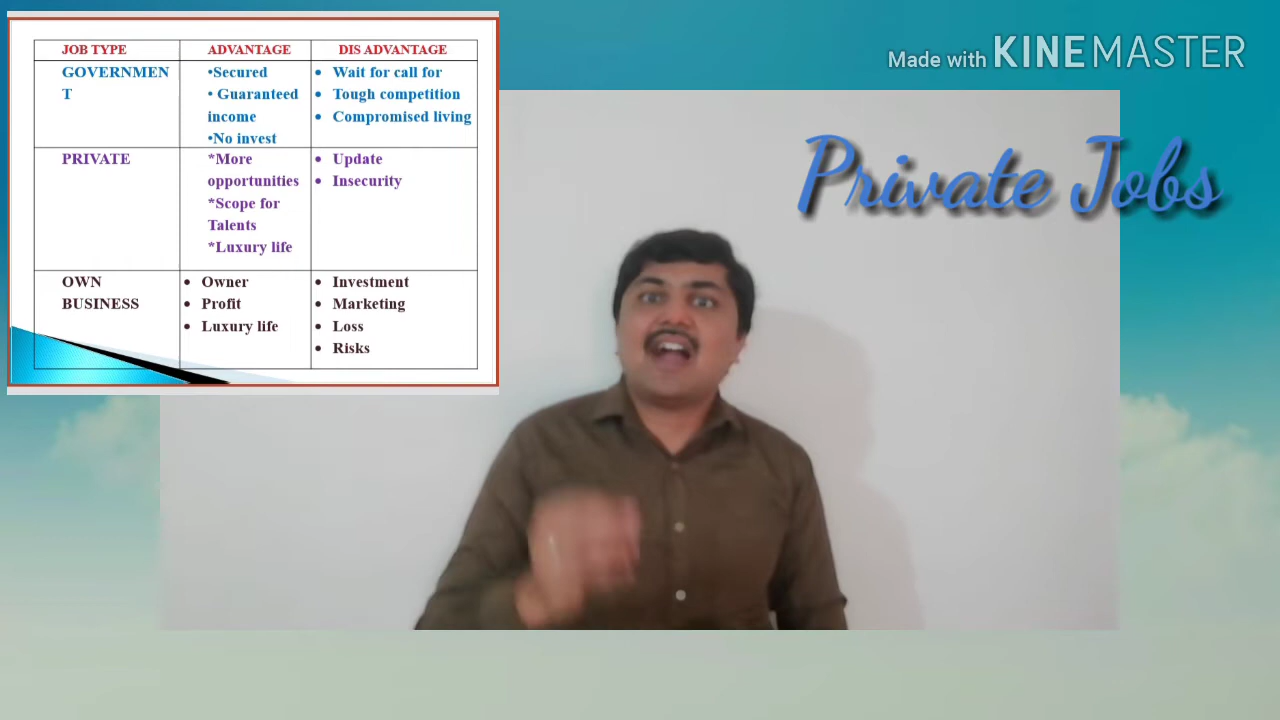 JOB TYPE ADVANTAGE DIS ADVANTAGE
GOVERNMEN
T
•Secured
• Guaranteed
income
•No invest
• Wait for call for
• Tough competition
• Compromised living
PRIVATE
*More
opportunities
*Scope for
Talents
*Luxury life
• Update
• Insecurity
OWN
BUSINESS
• Owner
• Profit
• Luxury life
• Investment
• Marketing
• Loss
• Risks
Made with KINEMASTER
Private Jobs